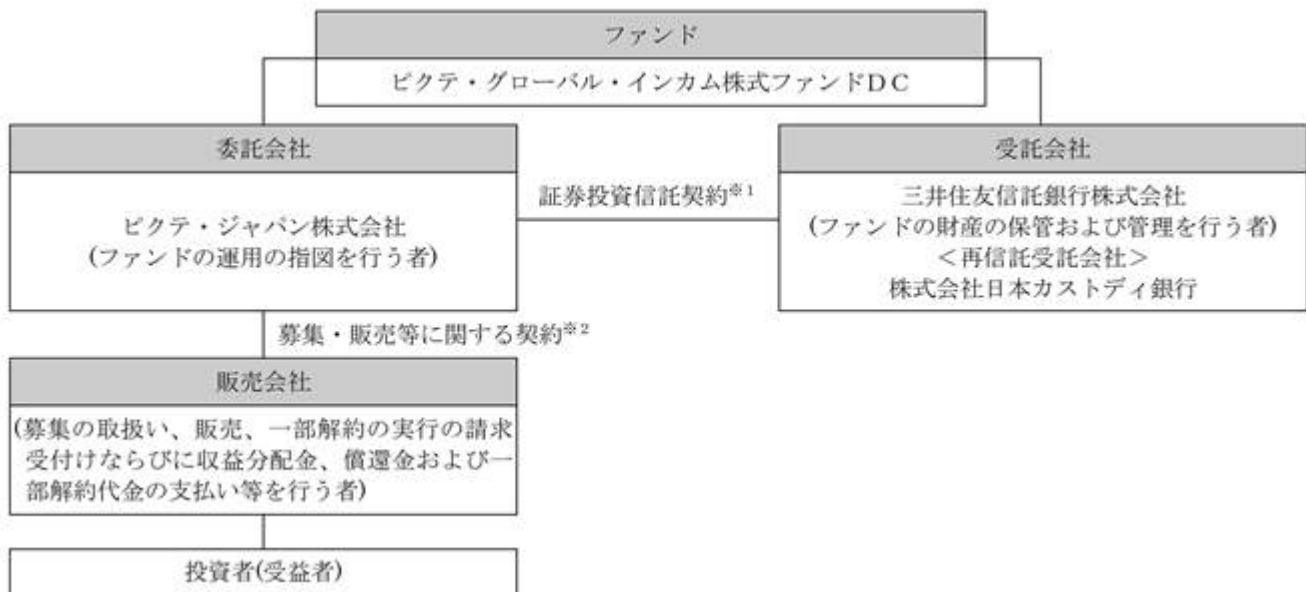 ファンド
ピクテ・グローバル・インカム株式ファンドＤＣ
委託会社
ピクテ・ジャパン株式会社
(ファンドの運用の指図を行う者)
証券投資信託契約※1
受託会社
三井住友信託銀行株式会社
(ファンドの財産の保管および管理を行う者)
＜再信託受託会社＞
株式会社日本カストディ銀行
募集・販売等に関する契約※2
販売会社
(募集の取扱い、販売、一部解約の実行の請求
受付けならびに収益分配金、償還金および一
部解約代金の支払い等を行う者)
投資者(受益者)